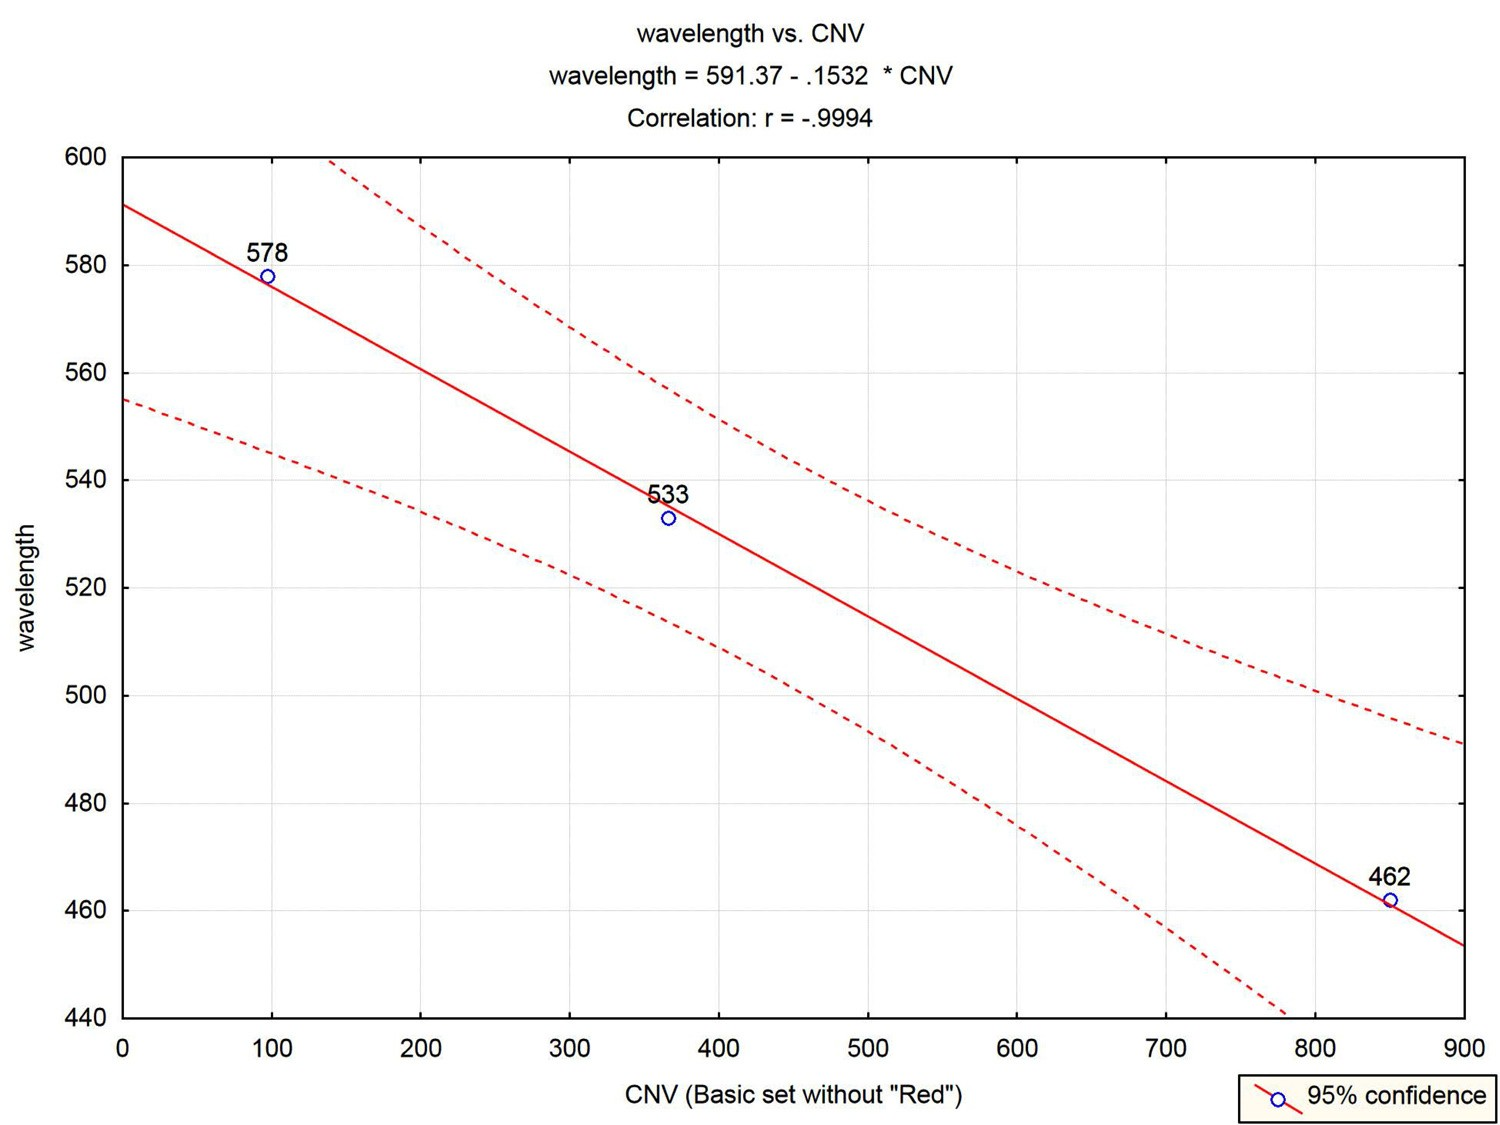 wavelength vs. CNV
wavelength = 591.37 - .1532 * CNV
Correlation: r = -.9994
600
580
560
540
520
500
480
460
440
wavelength
578
533
462
0 100 200 300 400 500 600 700 800 900
CNV (Basic set without "Red")
95% confidence